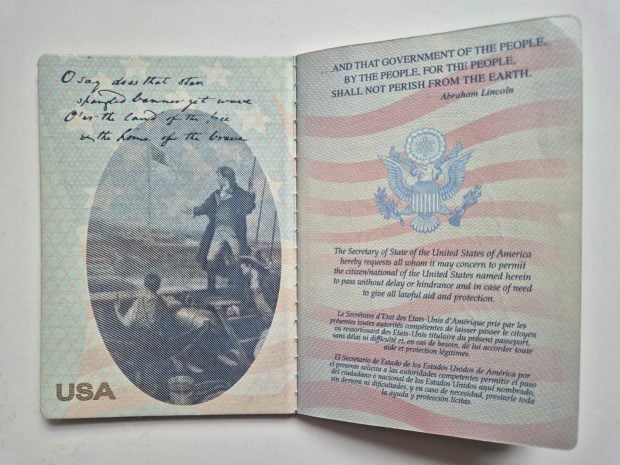 O say does that star
spangled banner yet wave
O'er the land of the free
& the home of the brave
USA
...AND THAT GOVERNMENT OF THE PEOPLE,
BY THE PEOPLE, FOR THE PEOPLE,
SHALL NOT PERISH FROM THE EARTH.
Abraham Lincoln
The Secretary of State of the United States of America
hereby requests all whom it may concern to permit
the citizen/national of the United States named herein
to pass without delay or hindrance and in case of need
to give all lawful aid and protection.
Le Secrétaire d'Etat des Etats-Unis d'Amérique prie par les
présentes toutes autorités compétentes de laisser passer le citoyen
ou ressortissant des Etats-Unis titulaire du présent passeport,
sans délai ni difficulté et, en cas de besoin, de lui accorder toute
aide et protection légitimes.
El Secretario de Estado de los Estados Unidos de América por
el presente solicita a las autoridades competentes permitir el paso
del ciudadano o nacional de los Estados Unidos aquí nombrado,
sin demora ni dificultades, y en caso de necesidad, prestarle toda
la ayuda y protección lícitas.